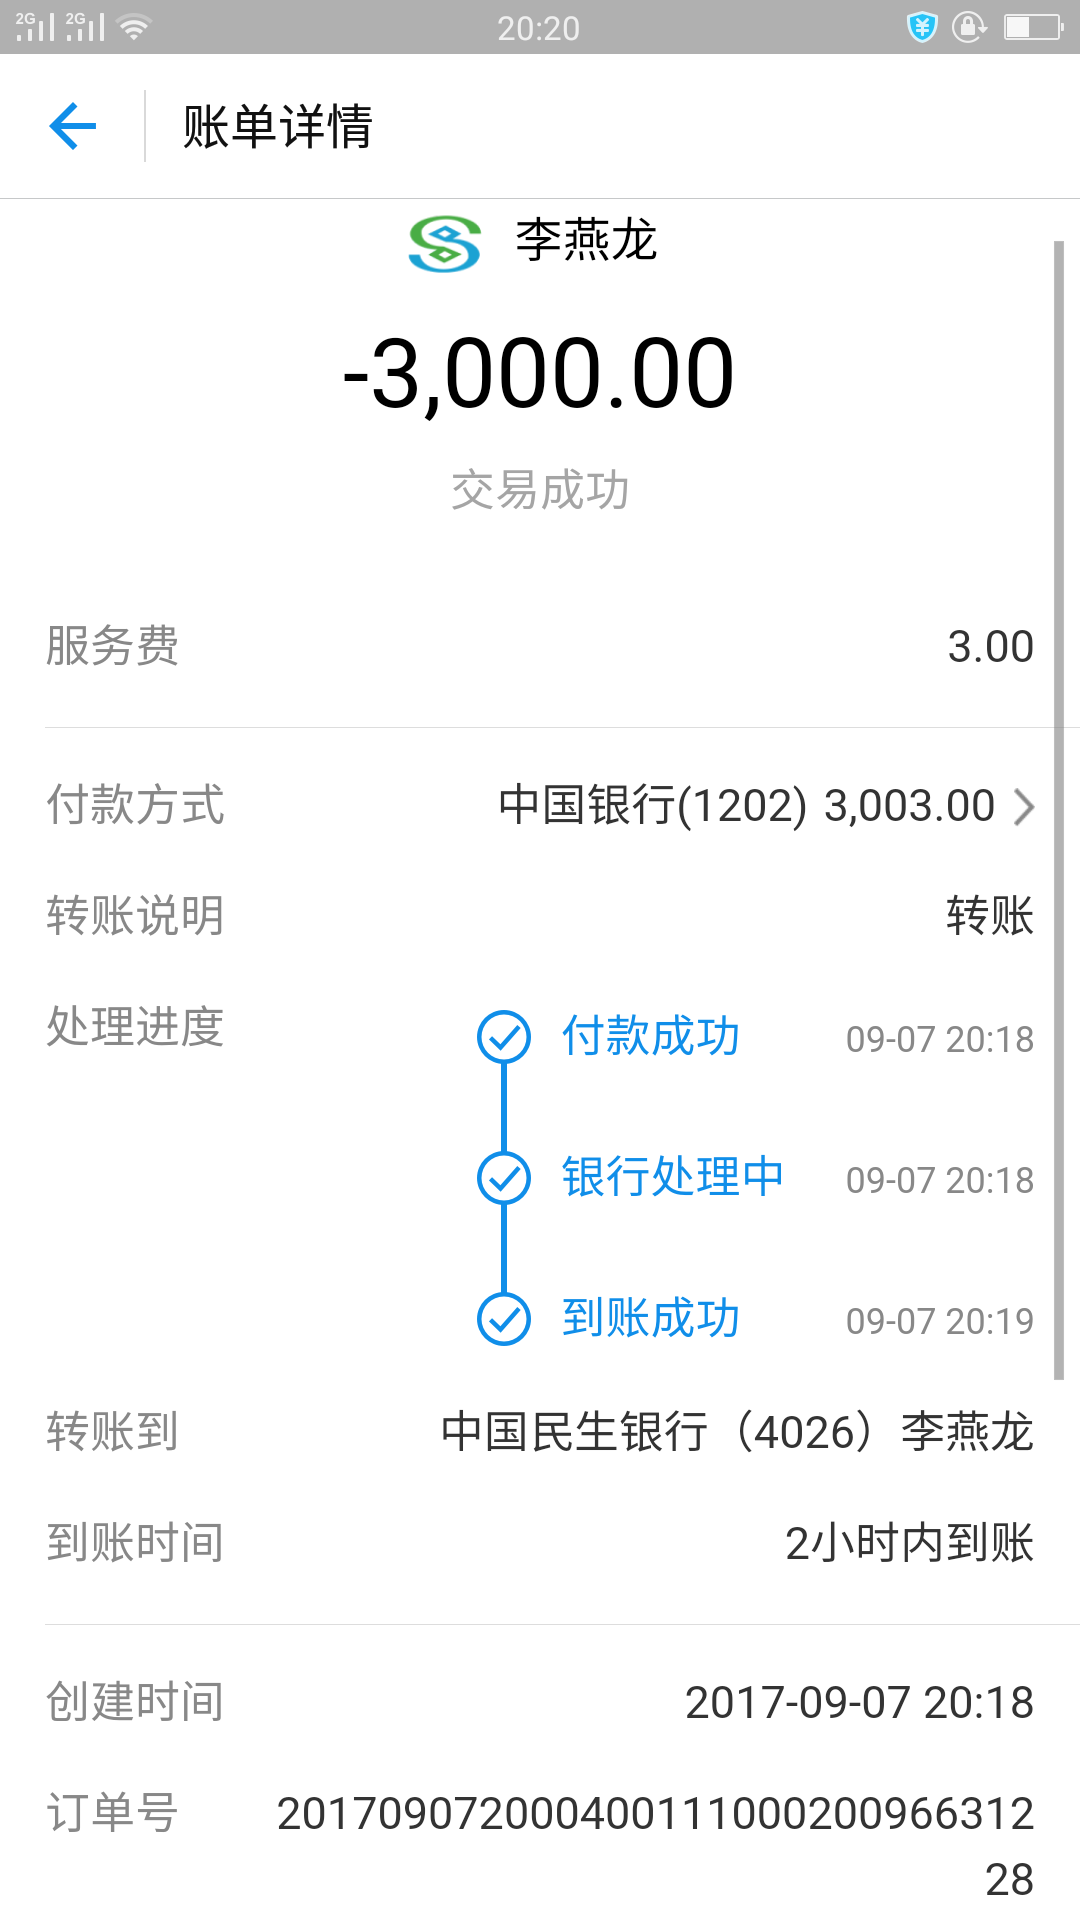 2G 2G 20:20
账单详情
李燕龙
-3,000.00
交易成功
服务费 3.00
付款方式 中国银行(1202) 3,003.00
转账说明 转账
处理进度 付款成功 09-07 20:18
银行处理中 09-07 20:18
到账成功 09-07 20:19
转账到 中国民生银行（4026）李燕龙
到账时间 2小时内到账
创建时间 2017-09-07 20:18
订单号 201709072000400111000200966312
28